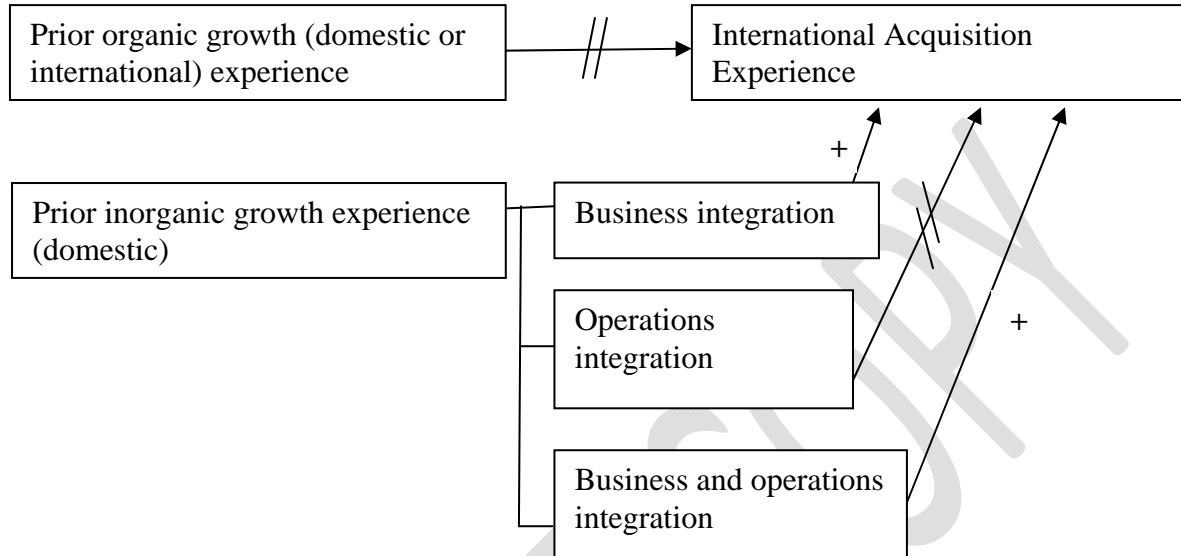 Prior organic growth (domestic or
international) experience
International Acquisition
Experience
+
Prior inorganic growth experience
(domestic)
Business integration
Operations
integration
+
Business and operations
integration
COPY